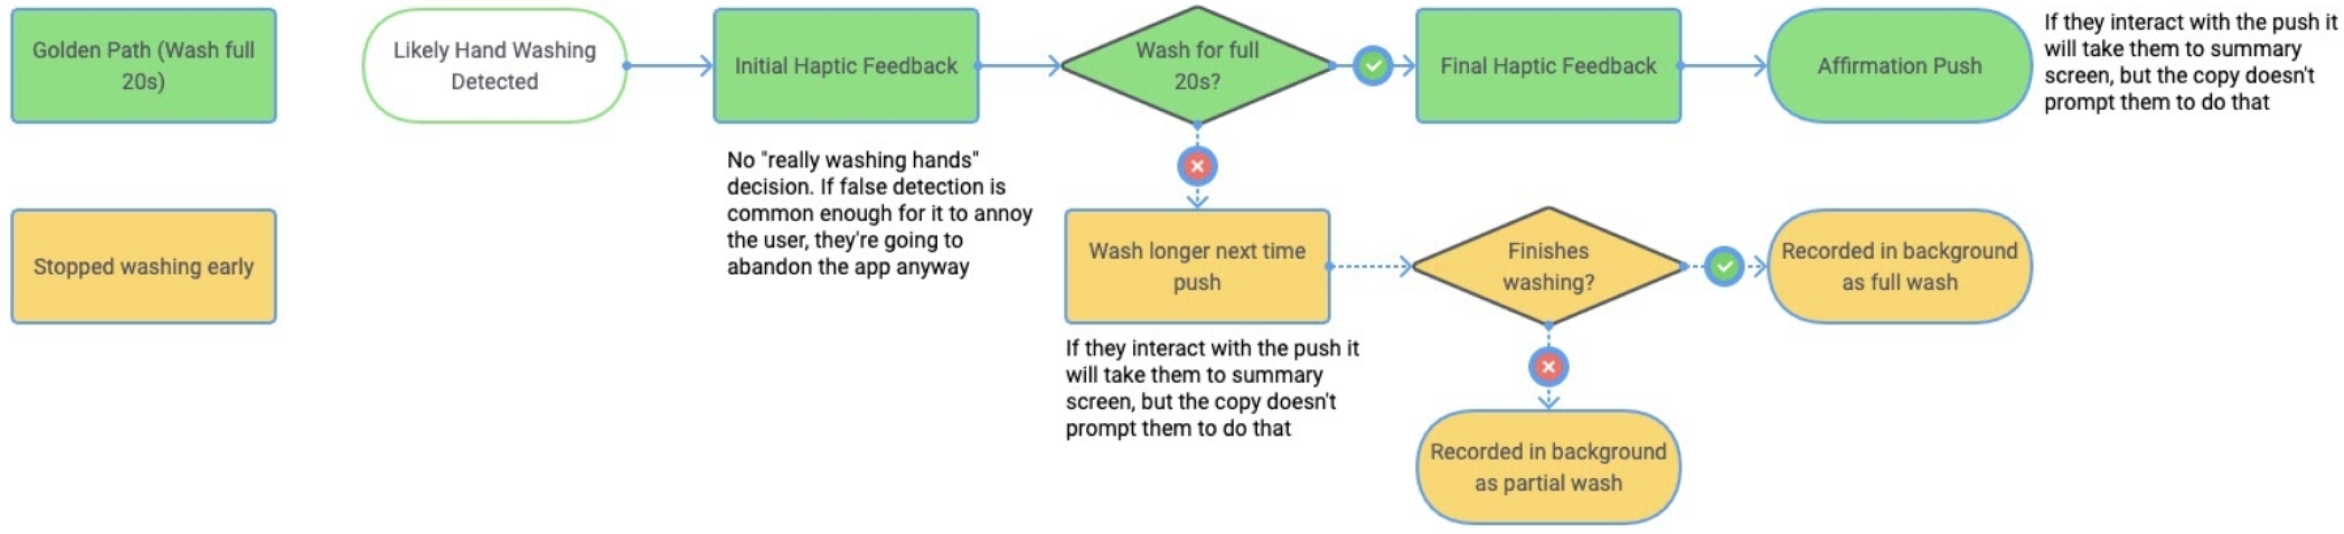 Golden Path (Wash full
20s)
Likely Hand Washing
Detected
Initial Haptic Feedback
Wash for full
20s?
Final Haptic Feedback
Affirmation Push
If they interact with the push it
will take them to summary
screen, but the copy doesn't
prompt them to do that
No "really washing hands"
decision. If false detection is
common enough for it to annoy
the user, they're going to
abandon the app anyway
Stopped washing early
Wash longer next time
push
Finishes
washing?
Recorded in background
as full wash
If they interact with the push it
will take them to summary
screen, but the copy doesn't
prompt them to do that
Recorded in background
as partial wash